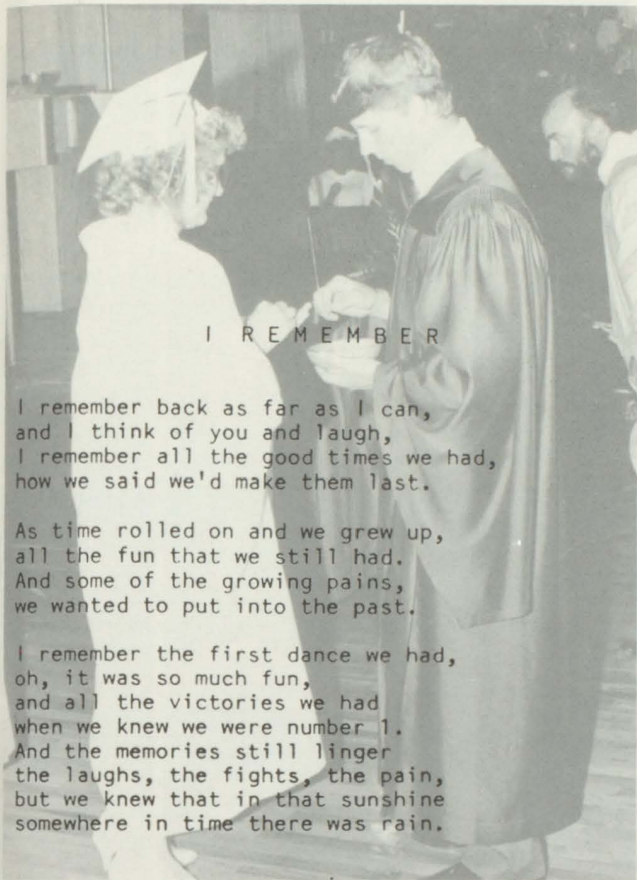 I REMEMBER
I remember back as far as I can,
and I think of you and laugh,
I remember all the good times we had,
how we said we'd make them last.
As time rolled on and we grew up,
all the fun that we still had.
And some of the growing pains,
we wanted to put into the past.
I remember the first dance we had,
oh, it was so much fun,
and all the victories we had
when we knew we were number 1.
And the memories still linger
the laughs, the fights, the pain,
but we knew that in that sunshine
somewhere in time there was rain.